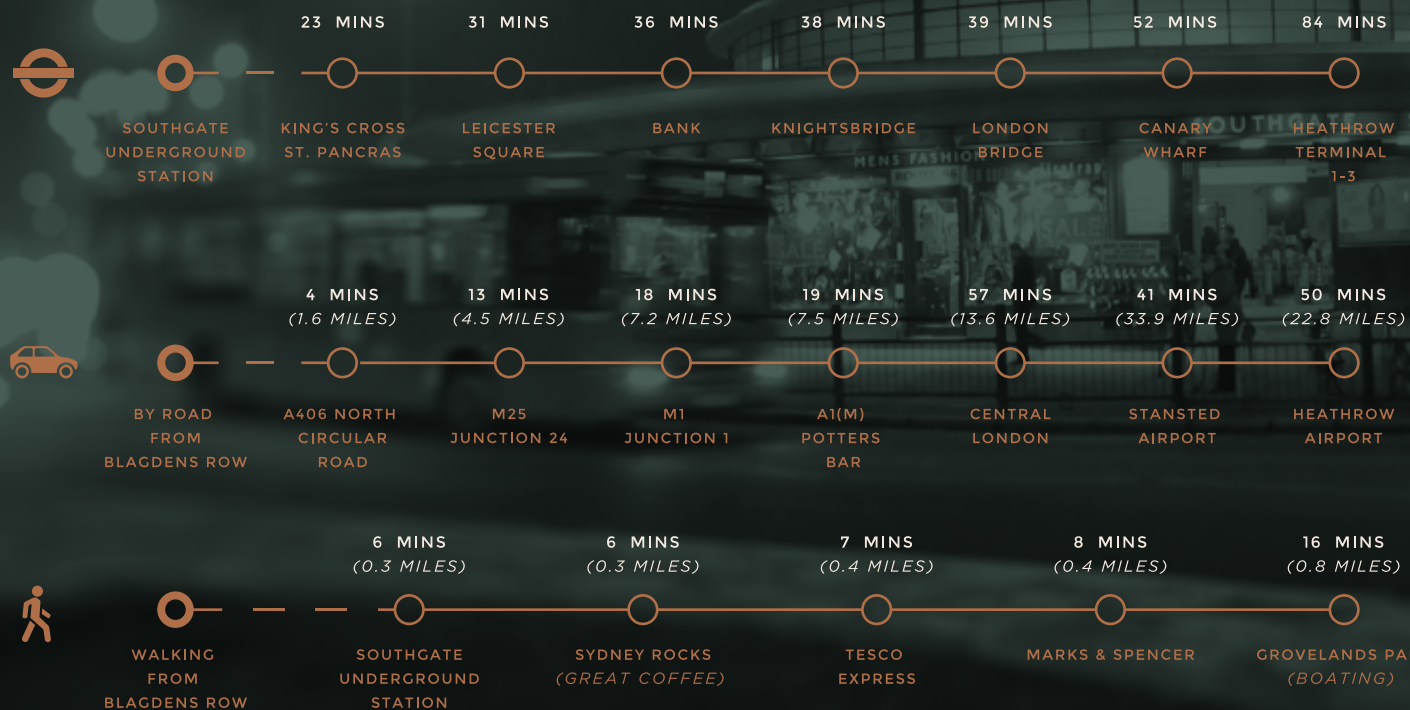 23 MINS
31 MINS
36 MINS
38 MINS
39 MINS
52 MINS
84 MINS
SOUTHGATE
UNDERGROUND
STATION
KING'S CROSS
ST. PANCRAS
LEICESTER
SQUARE
BANK
KNIGHTSBRIDGE
LONDON
BRIDGE
CANARY
WHARF
HEATHROW
TERMINAL
1-3
SOUTHGATE
MENS FASHION
SALE
4 MINS
(1.6 MILES)
13 MINS
(4.5 MILES)
18 MINS
(7.2 MILES)
19 MINS
(7.5 MILES)
57 MINS
(13.6 MILES)
41 MINS
(33.9 MILES)
50 MINS
(22.8 MILES)
BY ROAD
FROM
BLAGDENS ROW
A406 NORTH
CIRCULAR
ROAD
M25
JUNCTION 24
M1
JUNCTION 1
A1(M)
POTTERS
BAR
CENTRAL
LONDON
STANSTED
AIRPORT
HEATHROW
AIRPORT
6 MINS
(0.3 MILES)
6 MINS
(0.3 MILES)
7 MINS
(0.4 MILES)
8 MINS
(0.4 MILES)
16 MINS
(0.8 MILES)
WALKING
FROM
BLAGDENS ROW
SOUTHGATE
UNDERGROUND
STATION
SYDNEY ROCKS
(GREAT COFFEE)
TESCO
EXPRESS
MARKS & SPENCER
GROVELANDS PA
(BOATING)